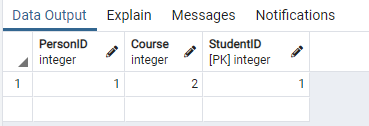 Data Output Explain Messages Notifications
PersonID Course StudentID
integer integer [PK] integer
1 1 2 1